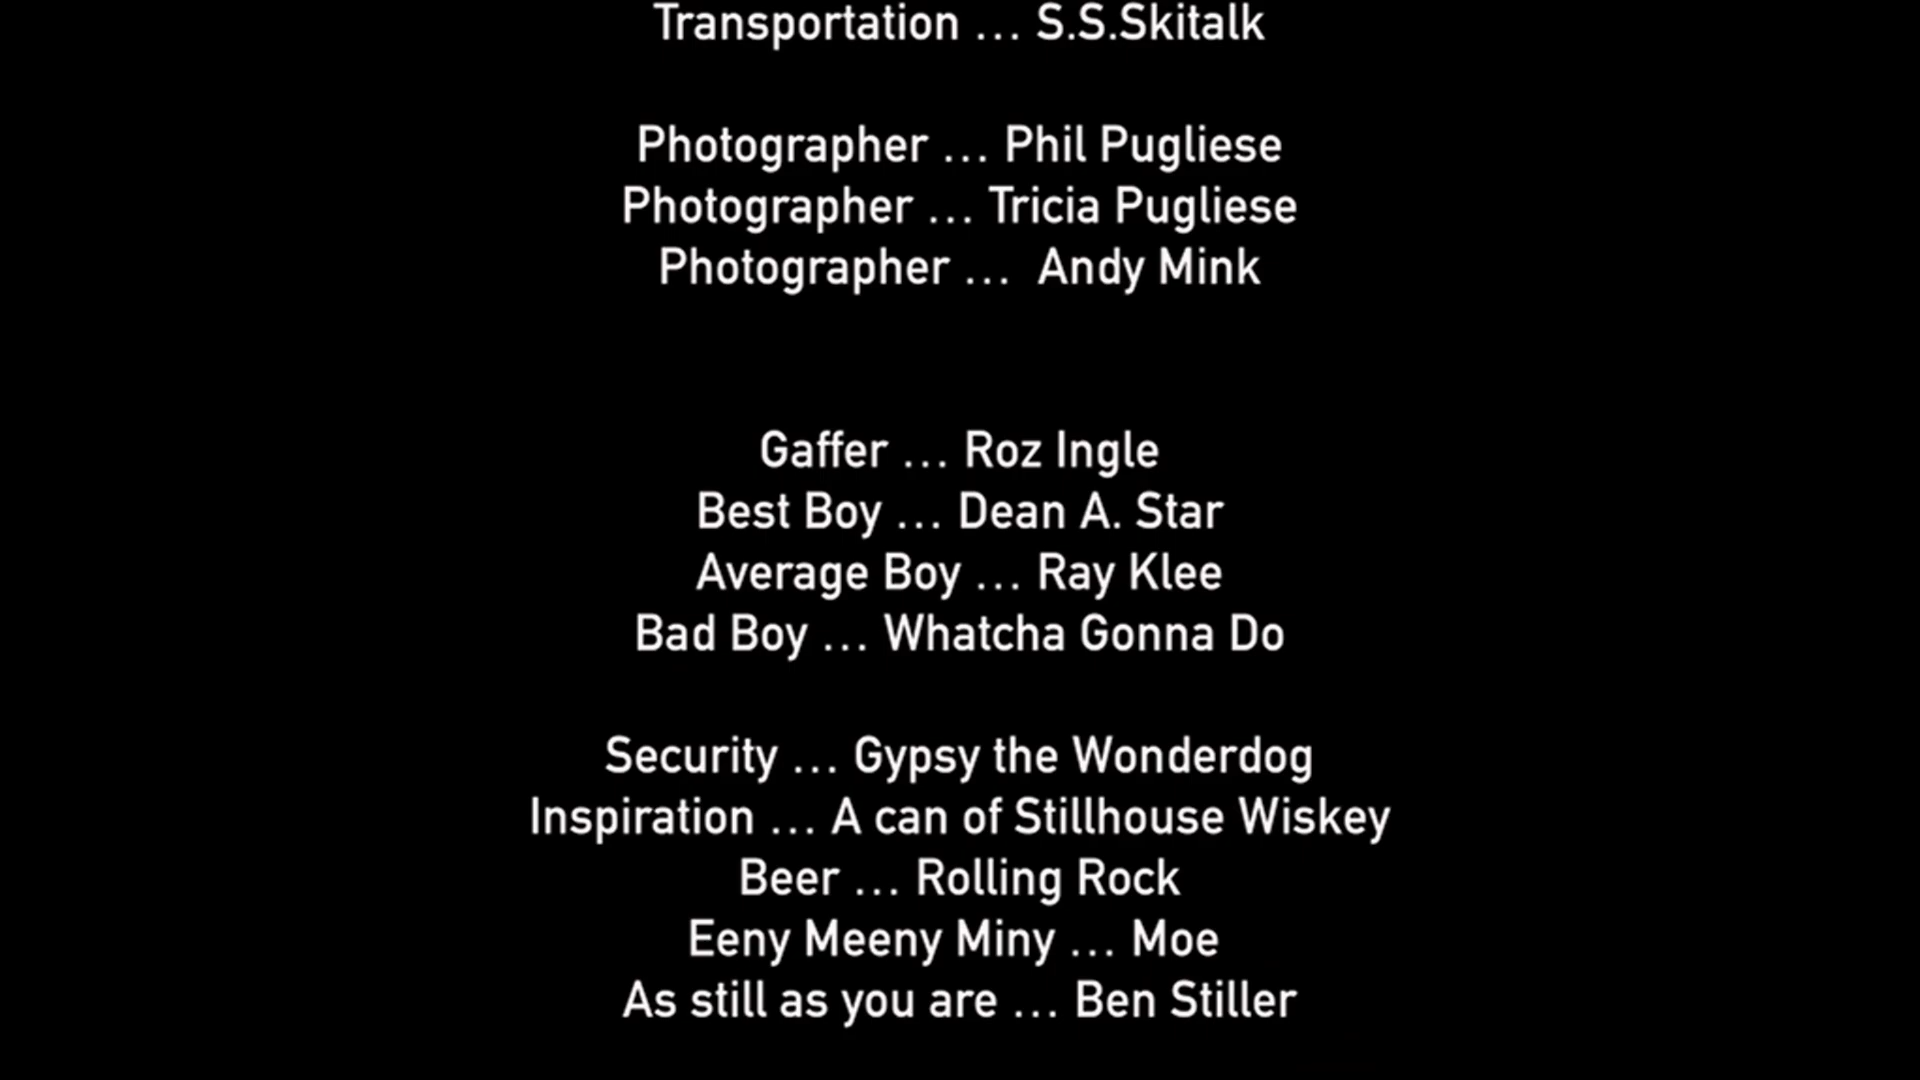 Transportation ... S.S.Skitalk
Photographer ... Phil Pugliese
Photographer ... Tricia Pugliese
Photographer ... Andy Mink
Gaffer ... Roz Ingle
Best Boy ... Dean A. Star
Average Boy ... Ray Klee
Bad Boy ... Whatcha Gonna Do
Security ... Gypsy the Wonderdog
Inspiration ... A can of Stillhouse Wiskey
Beer ... Rolling Rock
Eeny Meeny Miny ... Moe
As still as you are ... Ben Stiller